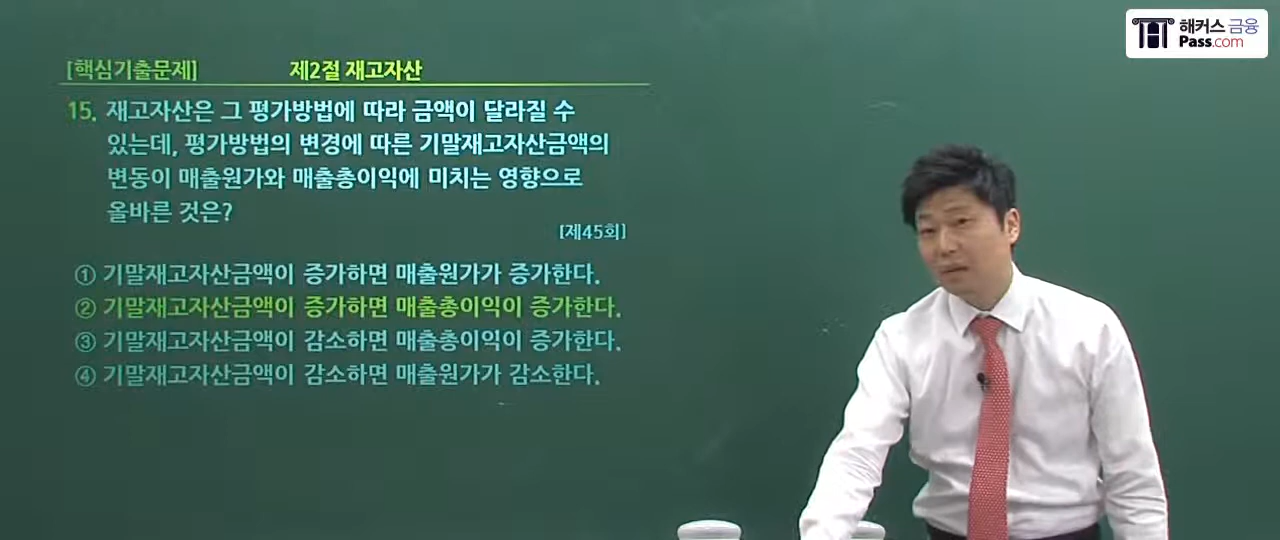 해커스 금융
Pass.com
[핵심기출문제] 제2절 재고자산
15. 재고자산은 그 평가방법에 따라 금액이 달라질 수
있는데, 평가방법의 변경에 따른 기말재고자산금액의
변동이 매출원가와 매출총이익에 미치는 영향으로
올바른 것은?
[제45회]
① 기말재고자산금액이 증가하면 매출원가가 증가한다.
② 기말재고자산금액이 증가하면 매출총이익이 증가한다.
③ 기말재고자산금액이 감소하면 매출총이익이 증가한다.
④ 기말재고자산금액이 감소하면 매출원가가 감소한다.